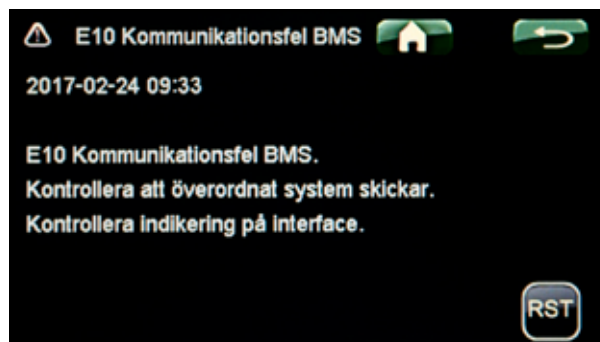 E10 Kommunikationsfel BMS
2017-02-24 09:33
E10 Kommunikationsfel BMS.
Kontrollera att överordnat system skickar.
Kontrollera indikering på interface.
RST